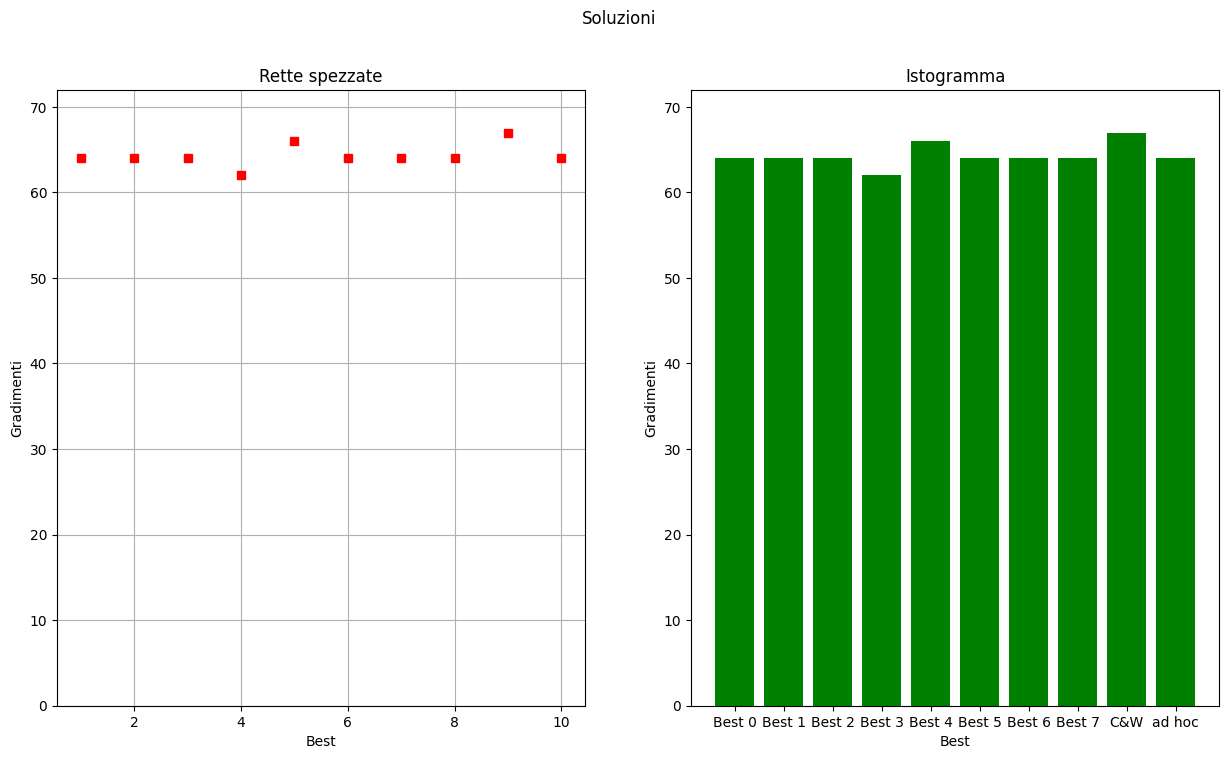 Soluzioni
Rette spezzate
70
60
50
40
30
20
10
0
Gradimenti
2 4 6 8 10
Best
Istogramma
70
60
50
40
30
20
10
0
Gradimenti
Best 0 Best 1 Best 2 Best 3 Best 4 Best 5 Best 6 Best 7 C&W ad hoc
Best